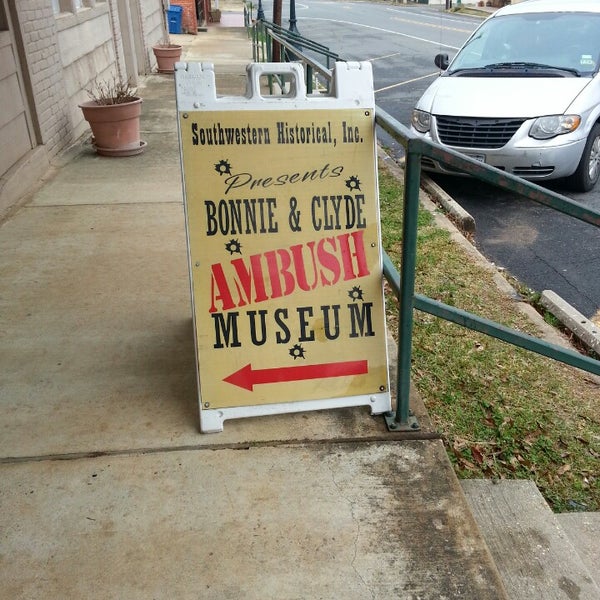 Southwestern Historical, Inc.
Presents
BONNIE & CLYDE
AMBUSH
MUSEUM